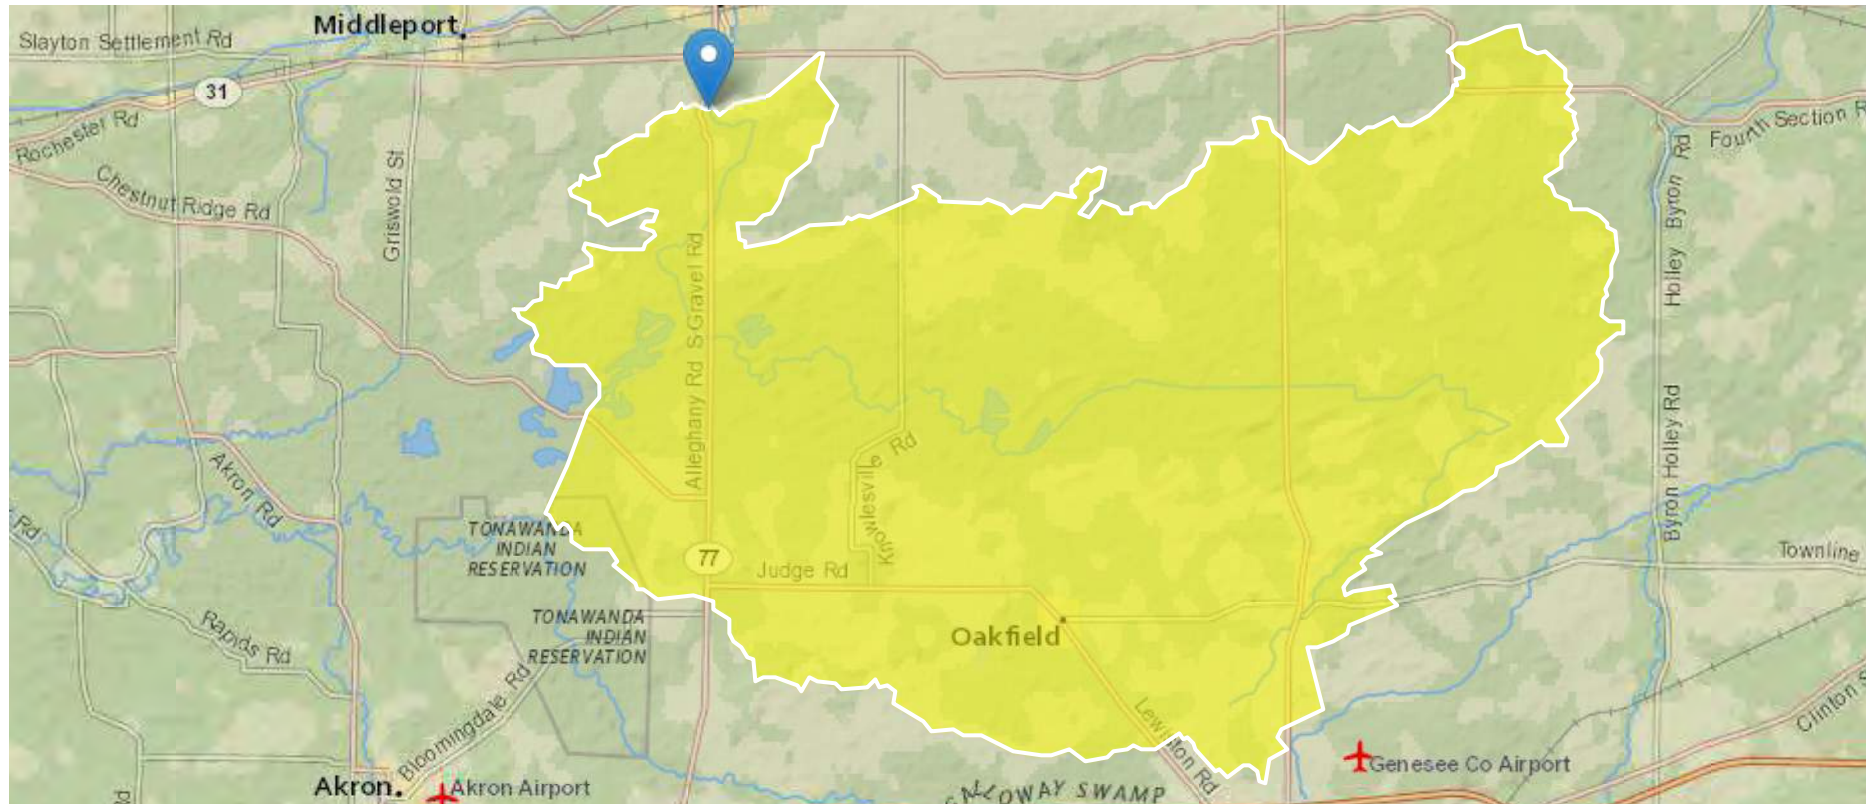 Middleport
Slayton Settlement Rd
31
Rochester Rd
Fourth Section R
Chestnut Ridge Rd
Griswold St
Holley Byron Rd
Alleghany Rd S Gravel Rd
Byron Holley Rd
Knowlesville Rd
Akron Rd
Rd
TONAWANDA
INDIAN
RESERVATION
77
Judge Rd
Townline
TONAWANDA
INDIAN
RESERVATION
Oakfield
Rapids Rd
Bloomingdale Rd
Lewiston Rd
Clinton S
Genesee Co Airport
Akron
Akron Airport
ALLOWAY SWAMP